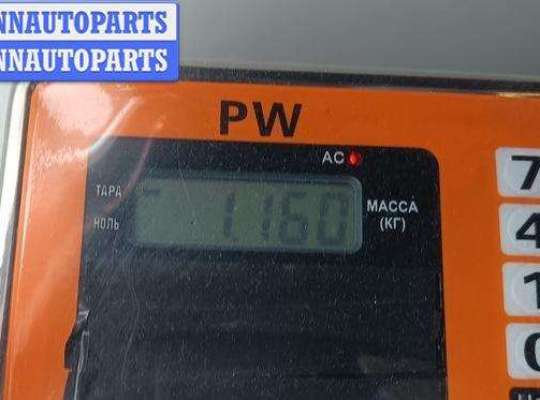 NNAUTOPARTS
NNAUTOPARTS
PW
AC
ТАРА
1.160
МАССА
(КГ)
НОЛЬ
7
4
1
0